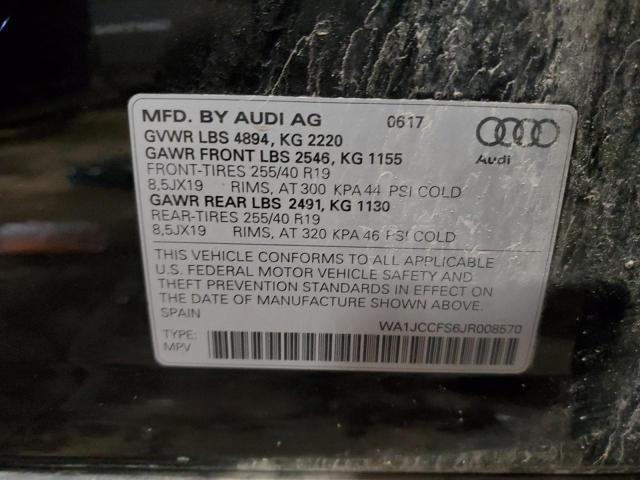 MFD. BY AUDI AG 0617
GVWR LBS 4894, KG 2220
GAWR FRONT LBS 2546, KG 1155
Audi
FRONT-TIRES 255/40 R19
8,5JX19 RIMS, AT 300 KPA 44 PSI COLD
GAWR REAR LBS 2491, KG 1130
REAR-TIRES 255/40 R19
8,5JX19 RIMS, AT 320 KPA 46 PSI COLD
THIS VEHICLE CONFORMS TO ALL APPLICABLE
U.S. FEDERAL MOTOR VEHICLE SAFETY AND
THEFT PREVENTION STANDARDS IN EFFECT ON
THE DATE OF MANUFACTURE SHOWN ABOVE.
SPAIN
WA1JCCFS6JR008570
TYPE:
MPV